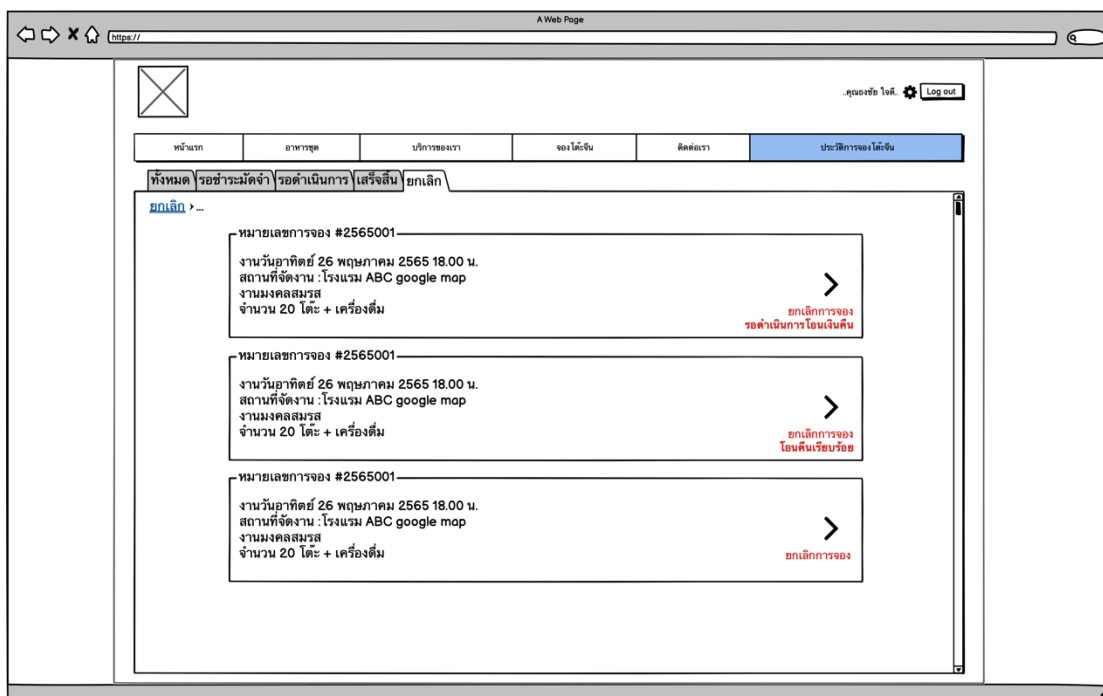 A Web Page
https://
..คุณธงชัย ใจดี.. Log out
หน้าแรก อาหารชุด บริการของเรา จองโต๊ะจีน ติดต่อเรา ประวัติการจองโต๊ะจีน
ทั้งหมด รอชำระมัดจำ รอดำเนินการ เสร็จสิ้น ยกเลิก
ยกเลิก > ...
หมายเลขการจอง #2565001
งานวันอาทิตย์ 26 พฤษภาคม 2565 18.00 น.
สถานที่จัดงาน : โรงแรม ABC google map
งานมงคลสมรส
จำนวน 20 โต๊ะ + เครื่องดื่ม
ยกเลิกการจอง
รอดำเนินการโอนเงินคืน
หมายเลขการจอง #2565001
งานวันอาทิตย์ 26 พฤษภาคม 2565 18.00 น.
สถานที่จัดงาน : โรงแรม ABC google map
งานมงคลสมรส
จำนวน 20 โต๊ะ + เครื่องดื่ม
ยกเลิกการจอง
โอนคืนเรียบร้อย
หมายเลขการจอง #2565001
งานวันอาทิตย์ 26 พฤษภาคม 2565 18.00 น.
สถานที่จัดงาน : โรงแรม ABC google map
งานมงคลสมรส
จำนวน 20 โต๊ะ + เครื่องดื่ม
ยกเลิกการจอง